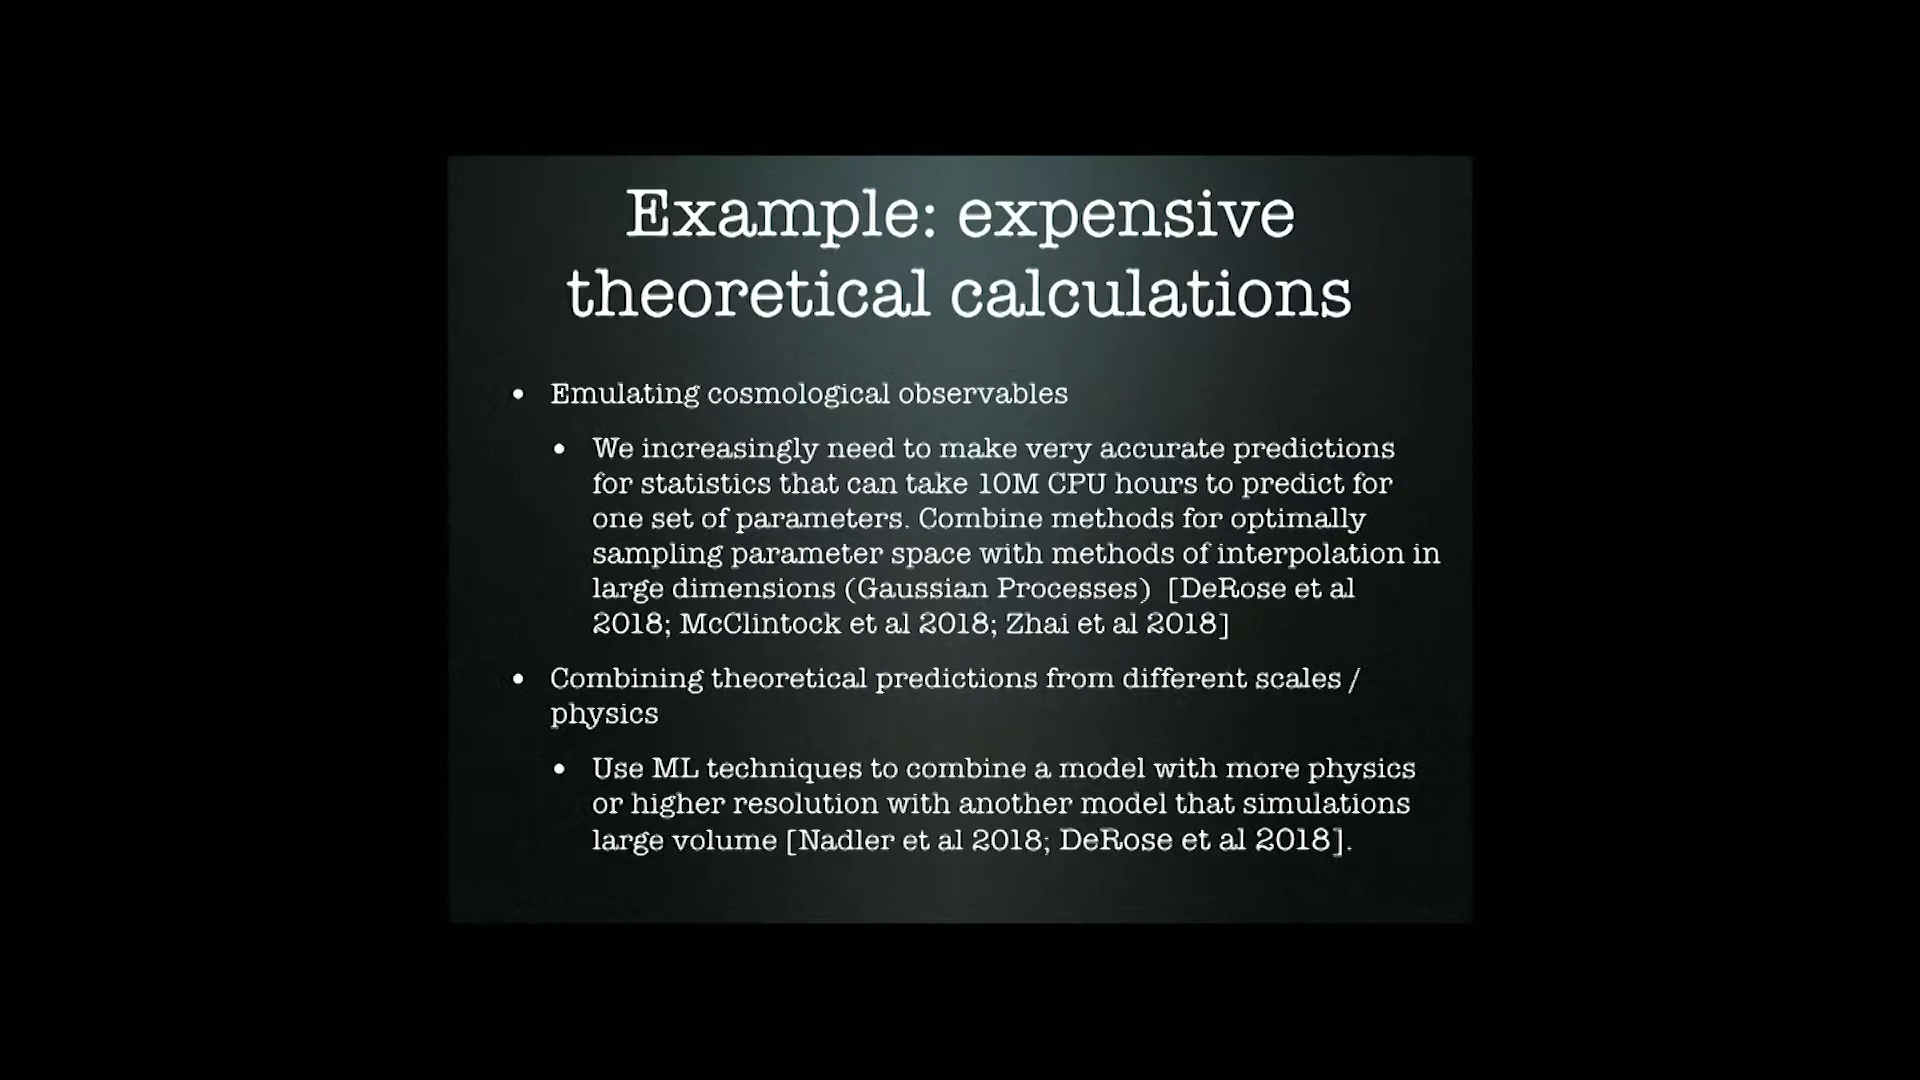 Example: expensive
theoretical calculations
• Emulating cosmological observables
• We increasingly need to make very accurate predictions
for statistics that can take 10M CPU hours to predict for
one set of parameters. Combine methods for optimally
sampling parameter space with methods of interpolation in
large dimensions (Gaussian Processes) [DeRose et al
2018; McClintock et al 2018; Zhai et al 2018]
• Combining theoretical predictions from different scales /
physics
• Use ML techniques to combine a model with more physics
or higher resolution with another model that simulations
large volume [Nadler et al 2018; DeRose et al 2018].